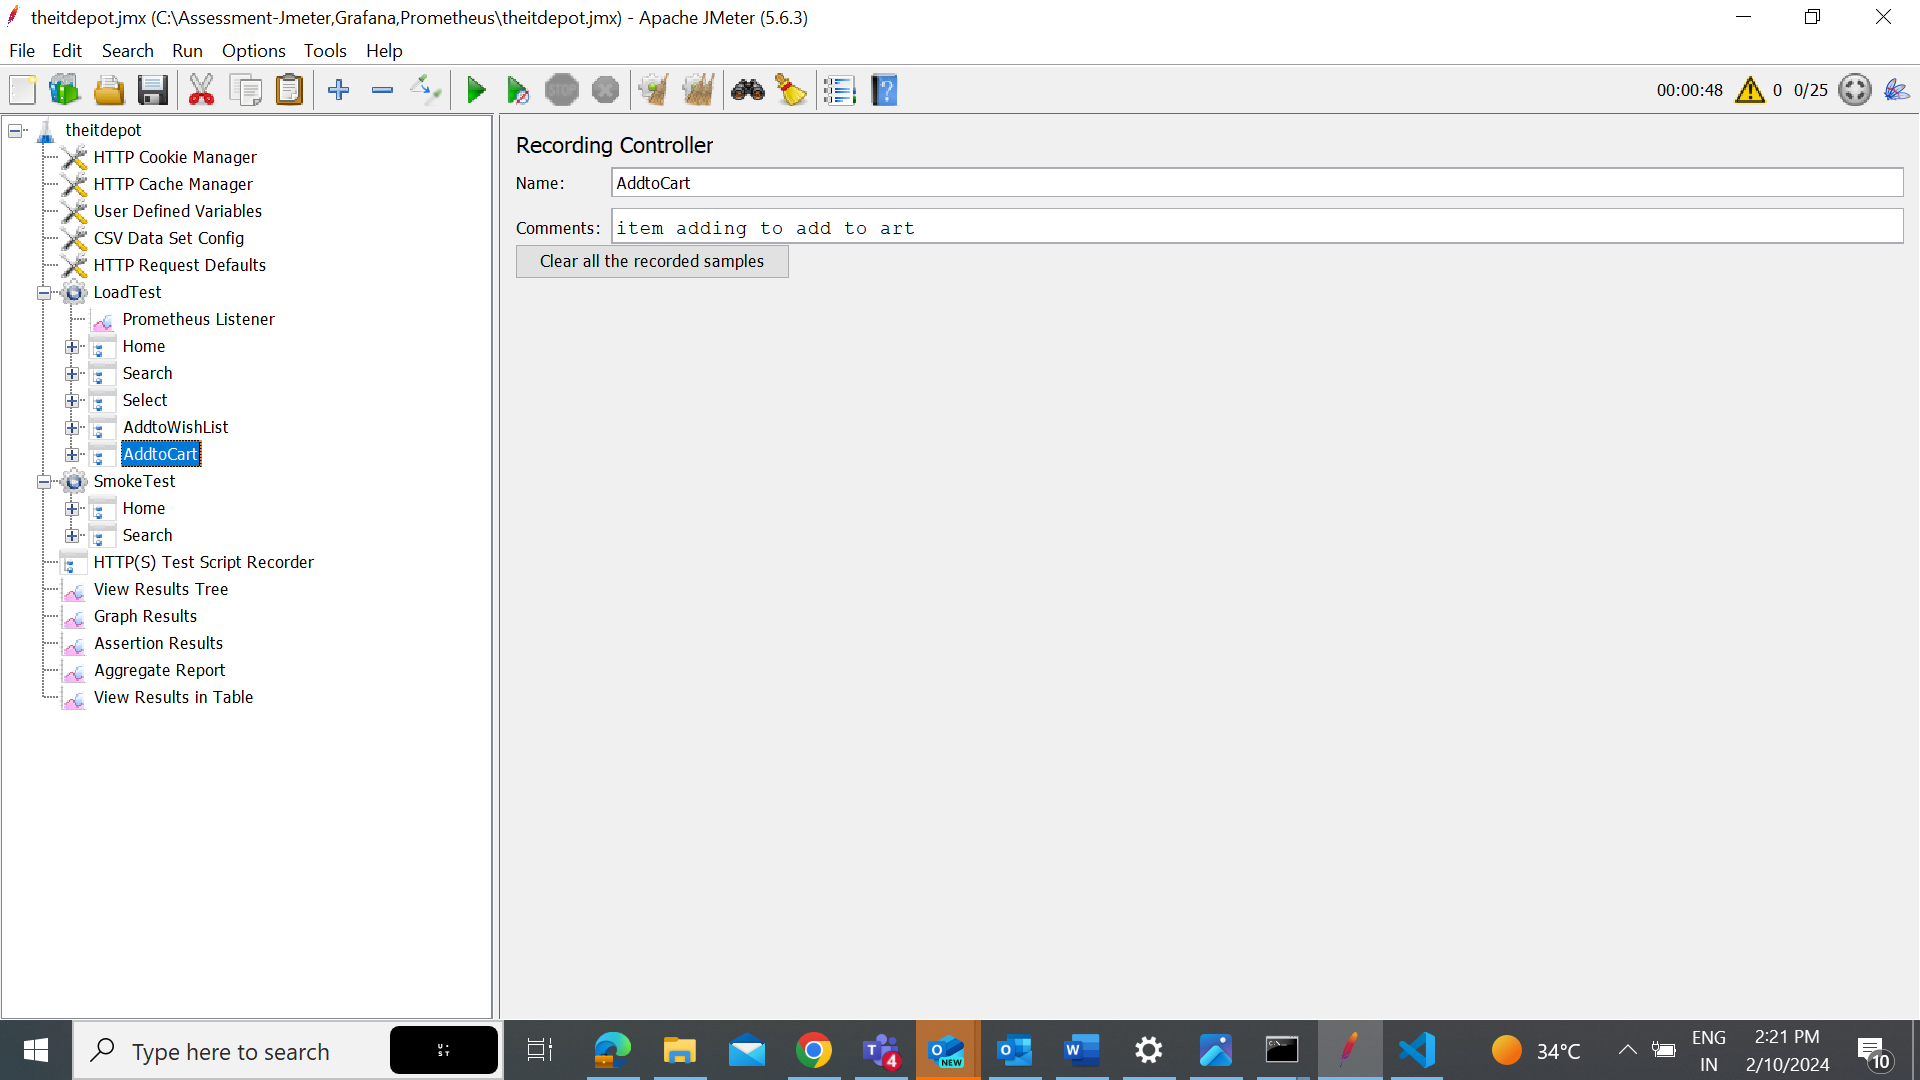 theitdepot.jmx (C:\Assessment-Jmeter,Grafana,Prometheus\theitdepot.jmx) - Apache JMeter (5.6.3)
File Edit Search Run Options Tools Help
STOP
00:00:48 0 0/25
theitdepot
HTTP Cookie Manager
HTTP Cache Manager
User Defined Variables
CSV Data Set Config
HTTP Request Defaults
LoadTest
Prometheus Listener
Home
Search
Select
AddtoWishList
AddtoCart
SmokeTest
Home
Search
HTTP(S) Test Script Recorder
View Results Tree
Graph Results
Assertion Results
Aggregate Report
View Results in Table
Recording Controller
Name: AddtoCart
Comments: item adding to add to art
Clear all the recorded samples
Type here to search
U · ST
4
NEW
34°C
ENG
IN
2:21 PM
2/10/2024
10